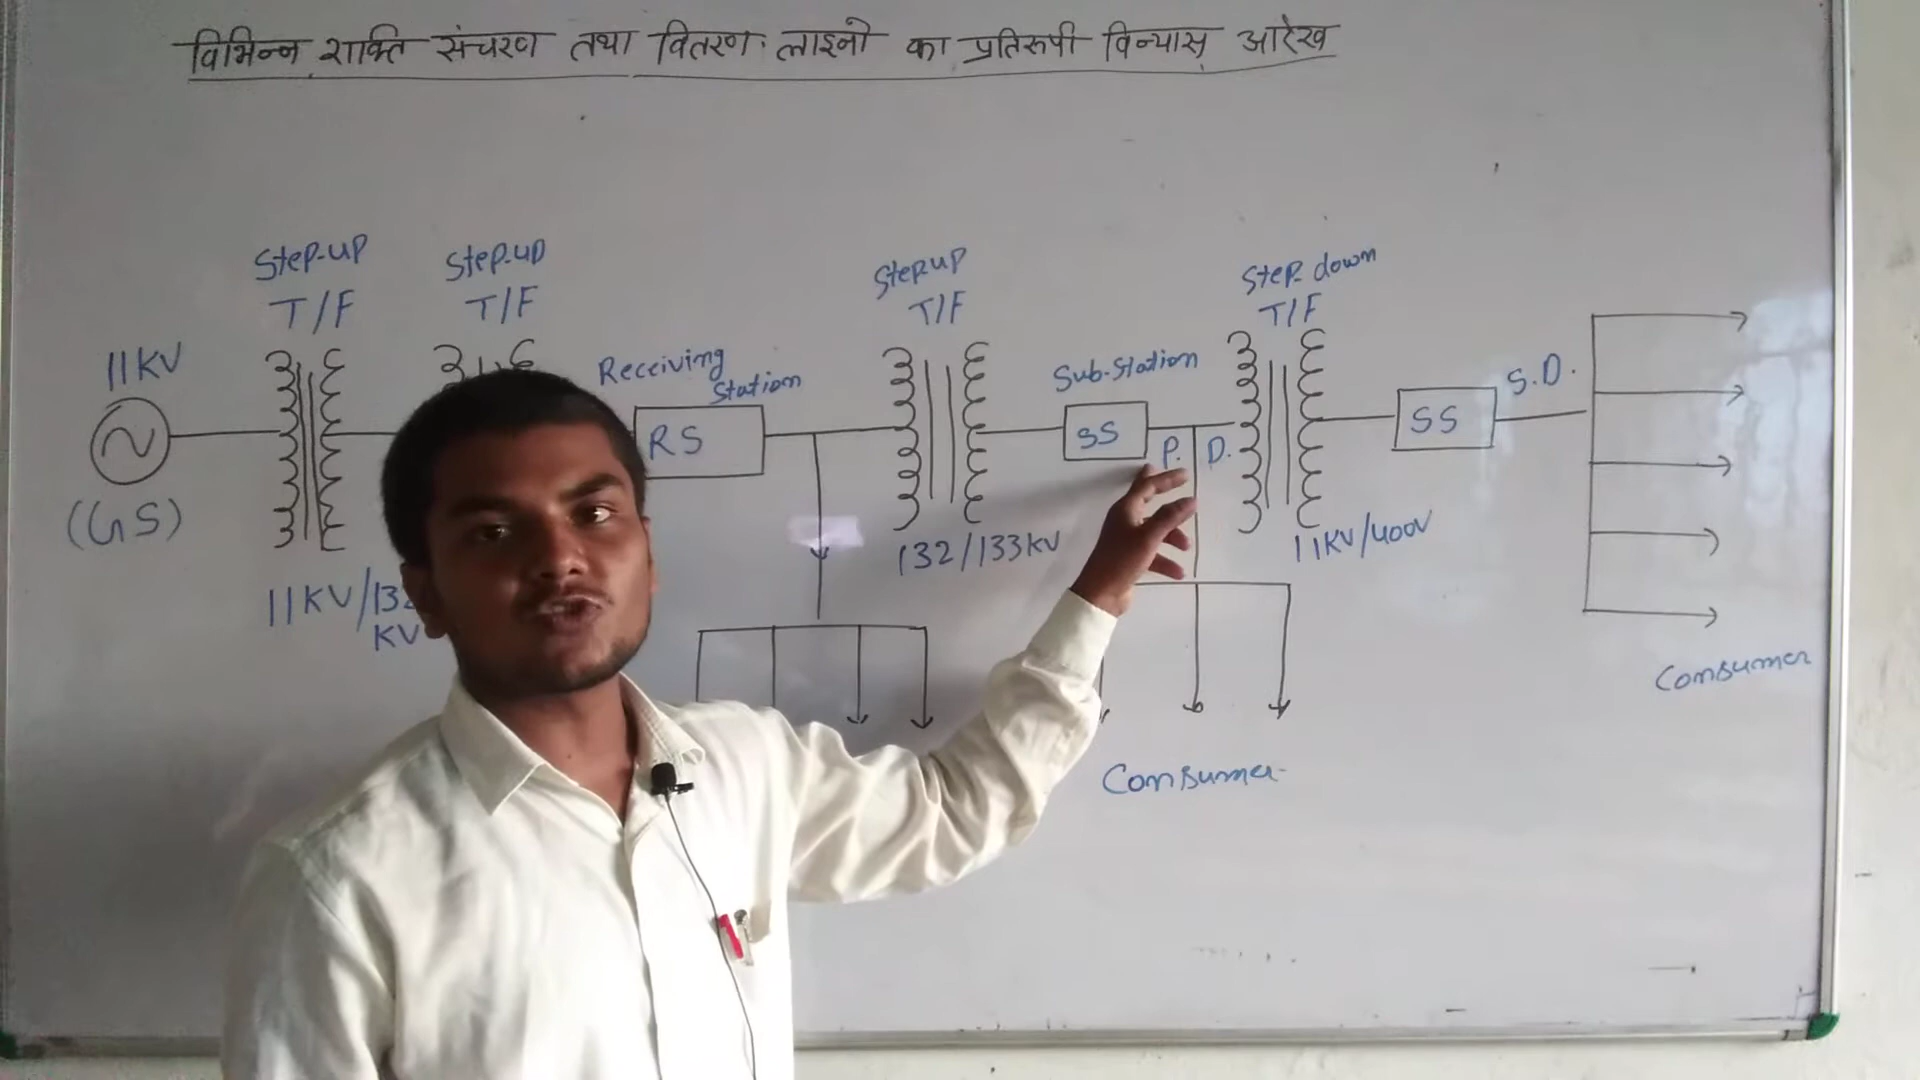 विभिन्न शक्ति संचरण तथा वितरण लाइनो का प्रतिरूपी विन्यास आरेख
Step-up
T/F
Step-up
T/F
Step-up
T/F
Step-down
T/F
11KV
(GS)
11KV/132
KV
Receiving
Station
RS
132/133KV
Sub-Station
SS
P. D.
11KV/400V
SS
S.D.
Consumer
Consumer